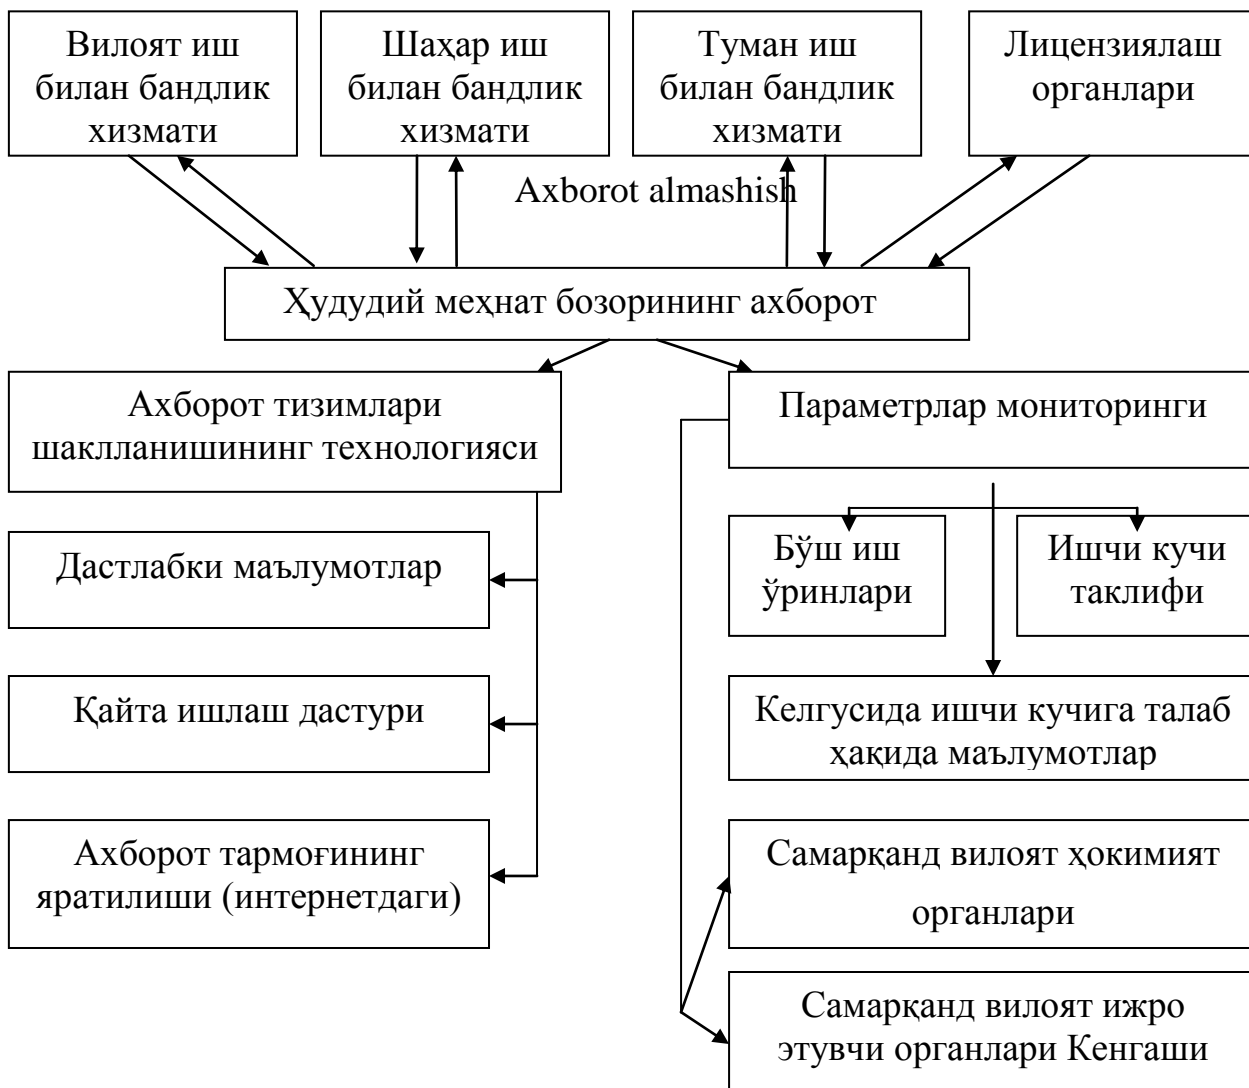 Вилоят иш
билан бандлик
хизмати
Шаҳар иш
билан бандлик
хизмати
Туман иш
билан бандлик
хизмати
Лицензиялаш
органлари
Axborot almashish
Ҳудудий меҳнат бозорининг ахборот
Ахборот тизимлари
шаклланишининг технологияси
Параметрлар мониторинги
Дастлабки маълумотлар
Бўш иш
ўринлари
Ишчи кучи
таклифи
Қайта ишлаш дастури
Келгусида ишчи кучига талаб
ҳақида маълумотлар
Ахборот тармоғининг
яратилиши (интернетдаги)
Самарқанд вилоят ҳокимият
органлари
Самарқанд вилоят ижро
этувчи органлари Кенгаши